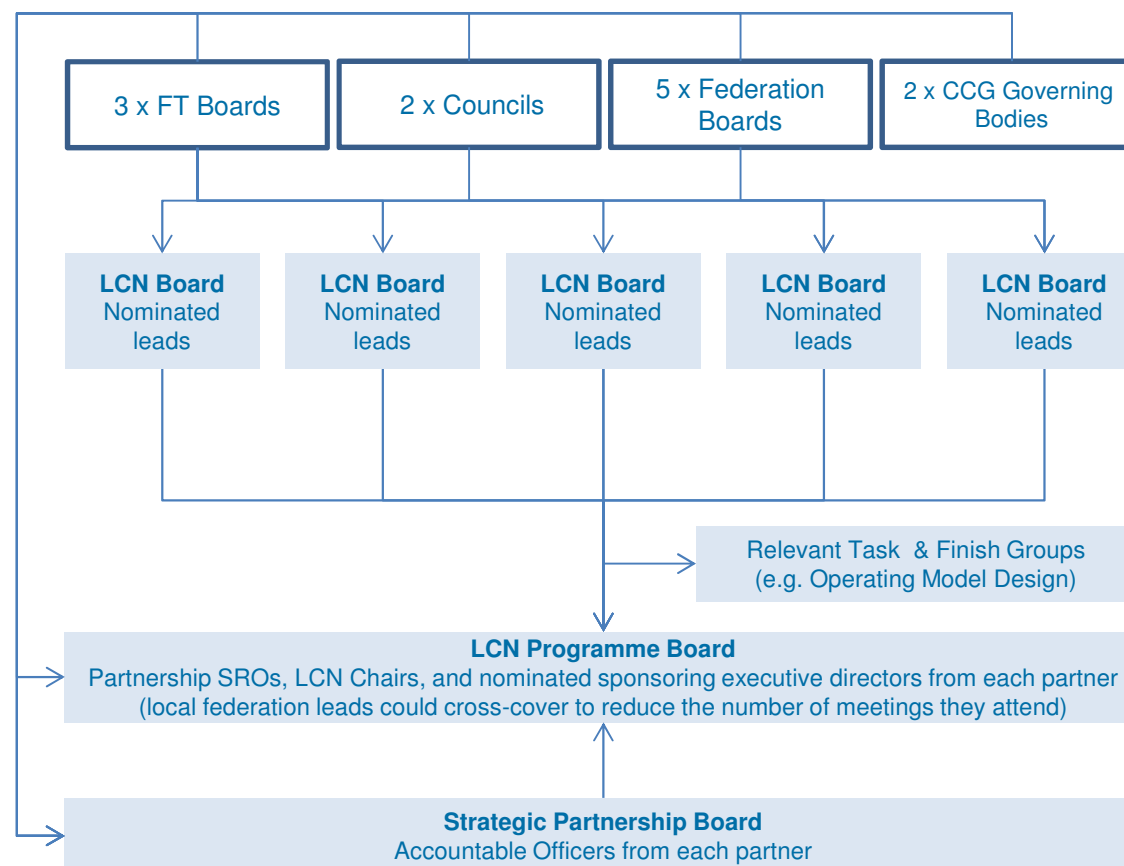 3 x FT Boards
2 x Councils
5 x Federation
Boards
2 x CCG Governing
Bodies
LCN Board
Nominated
leads
LCN Board
Nominated
leads
LCN Board
Nominated
leads
LCN Board
Nominated
leads
LCN Board
Nominated
leads
Relevant Task & Finish Groups
(e.g. Operating Model Design)
LCN Programme Board
Partnership SROs, LCN Chairs, and nominated sponsoring executive directors from each partner
(local federation leads could cross-cover to reduce the number of meetings they attend)
Strategic Partnership Board
Accountable Officers from each partner